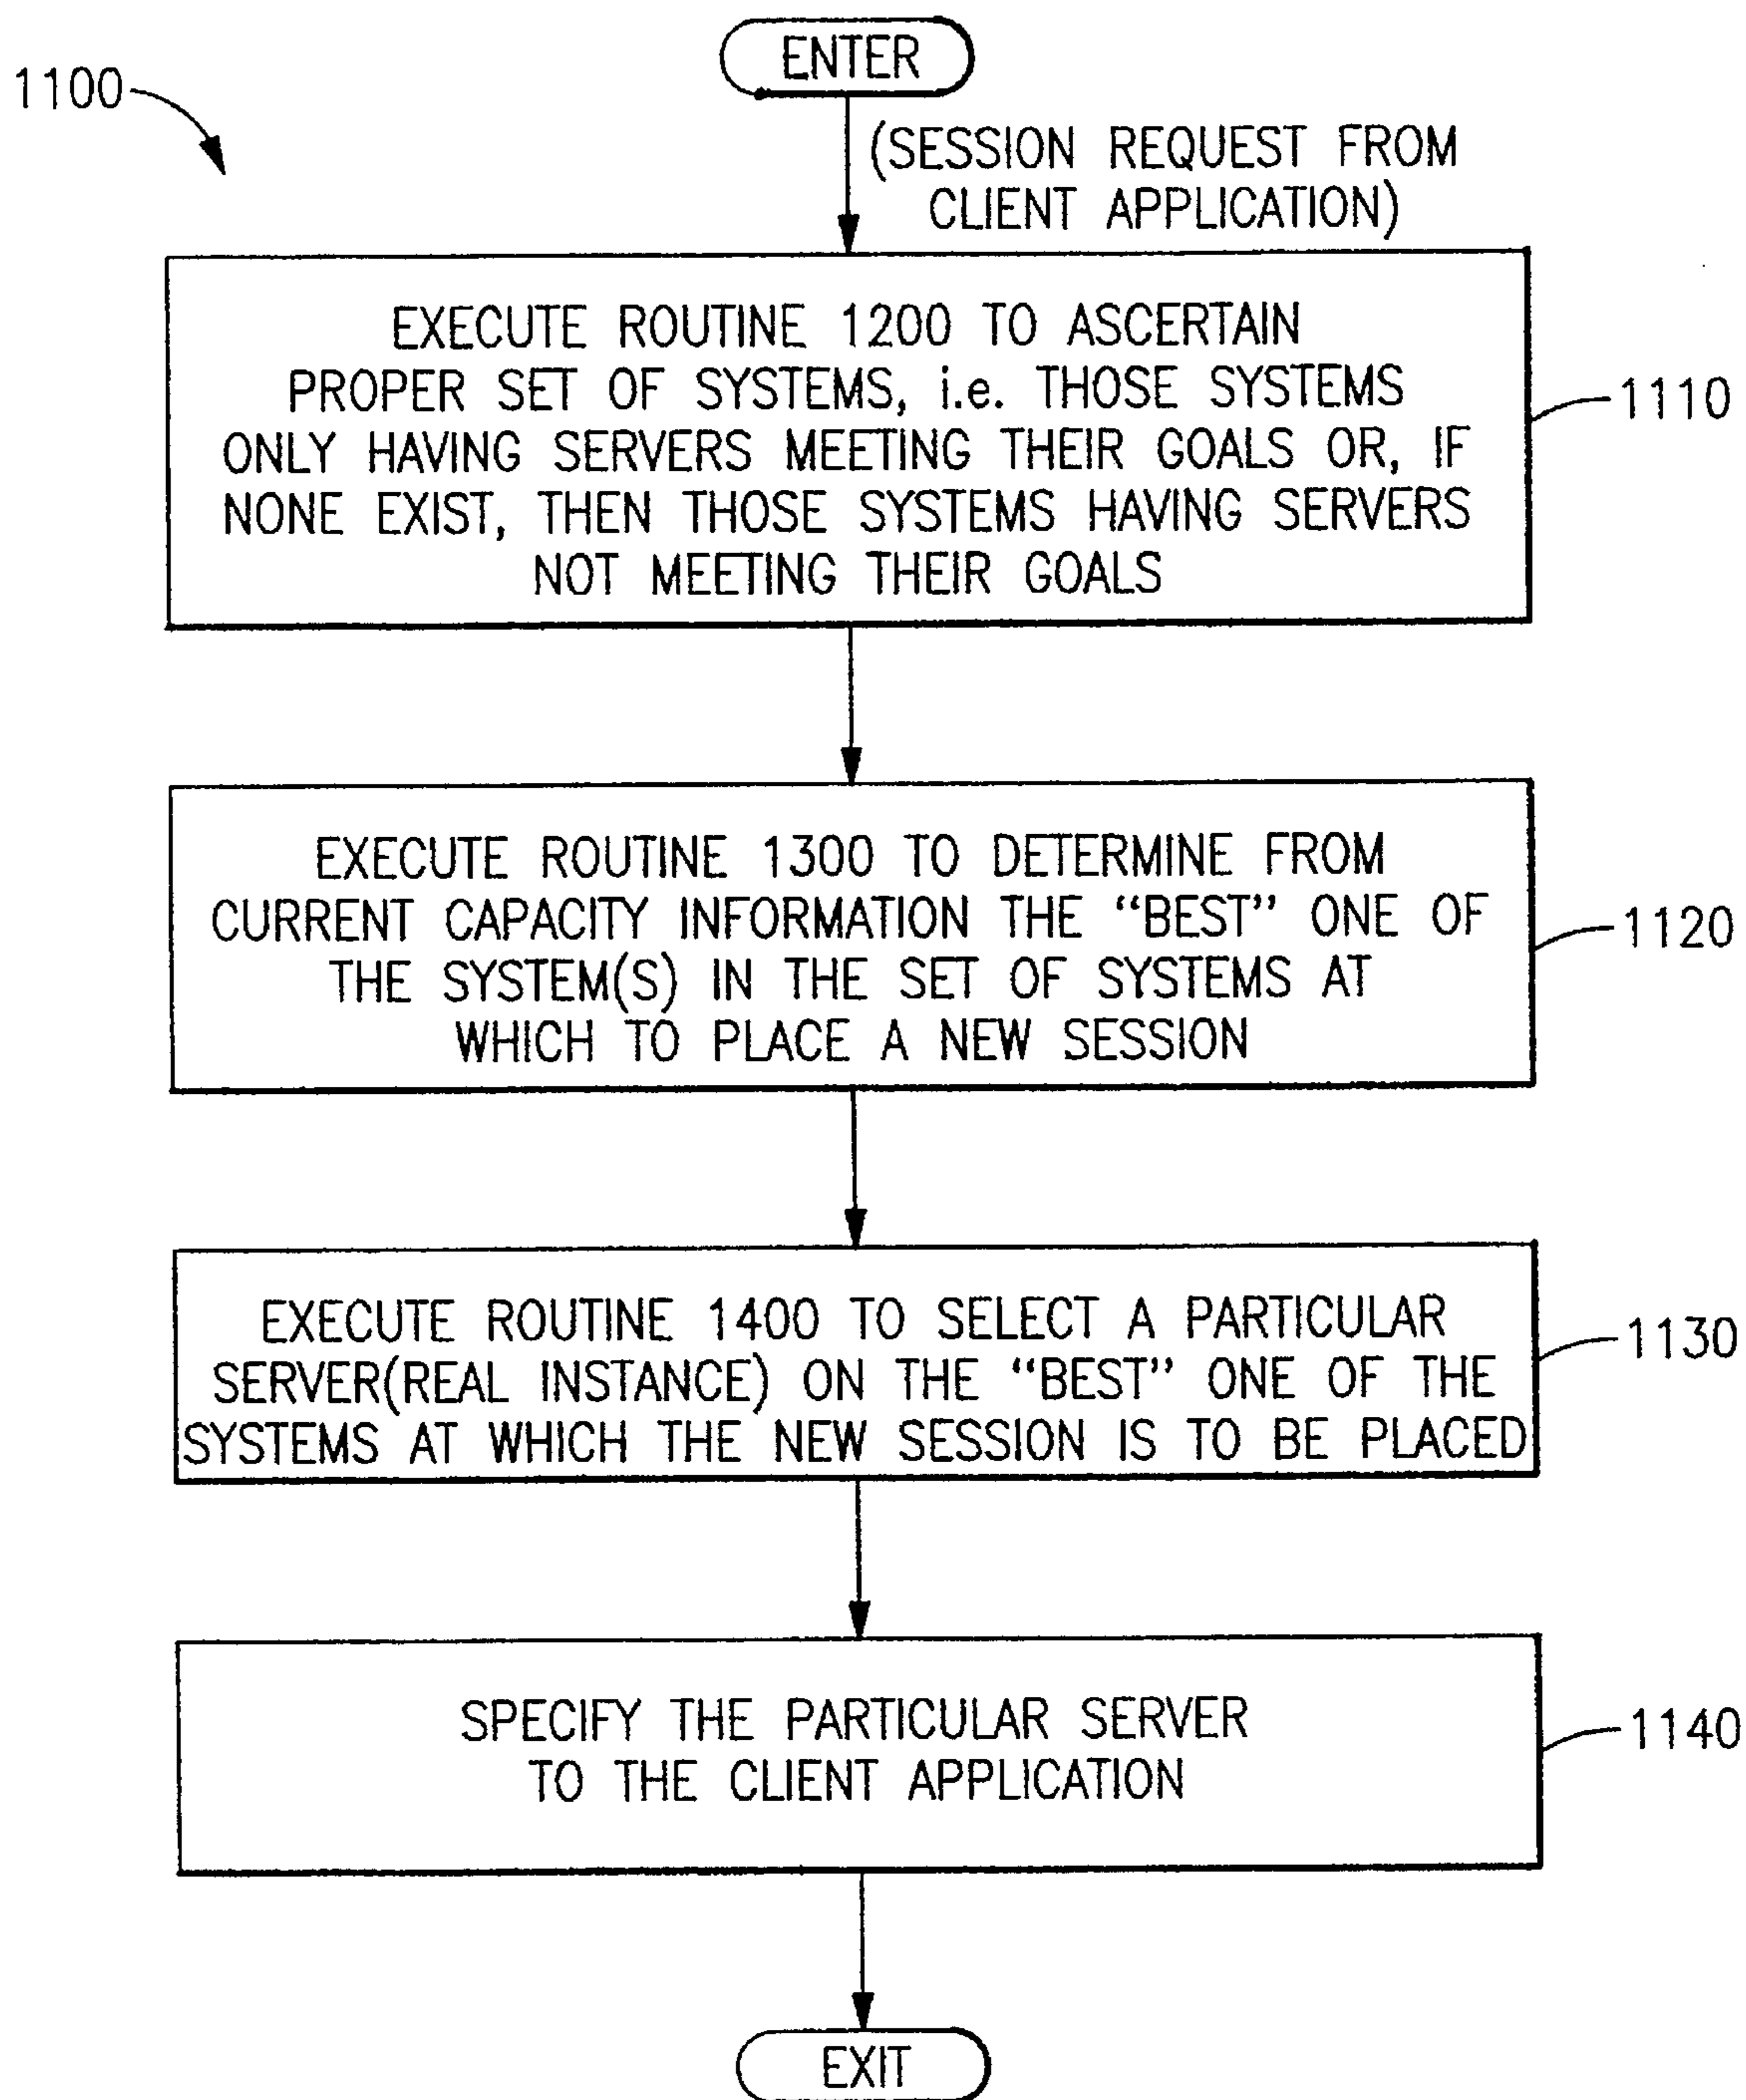 ENTER
1100
(SESSION REQUEST FROM
CLIENT APPLICATION)
EXECUTE ROUTINE 1200 TO ASCERTAIN
PROPER SET OF SYSTEMS, i.e. THOSE SYSTEMS
ONLY HAVING SERVERS MEETING THEIR GOALS OR, IF
NONE EXIST, THEN THOSE SYSTEMS HAVING SERVERS
NOT MEETING THEIR GOALS
1110
EXECUTE ROUTINE 1300 TO DETERMINE FROM
CURRENT CAPACITY INFORMATION THE “BEST” ONE OF
THE SYSTEM(S) IN THE SET OF SYSTEMS AT
WHICH TO PLACE A NEW SESSION
1120
EXECUTE ROUTINE 1400 TO SELECT A PARTICULAR
SERVER(REAL INSTANCE) ON THE “BEST” ONE OF THE
SYSTEMS AT WHICH THE NEW SESSION IS TO BE PLACED
1130
SPECIFY THE PARTICULAR SERVER
TO THE CLIENT APPLICATION
1140
EXIT